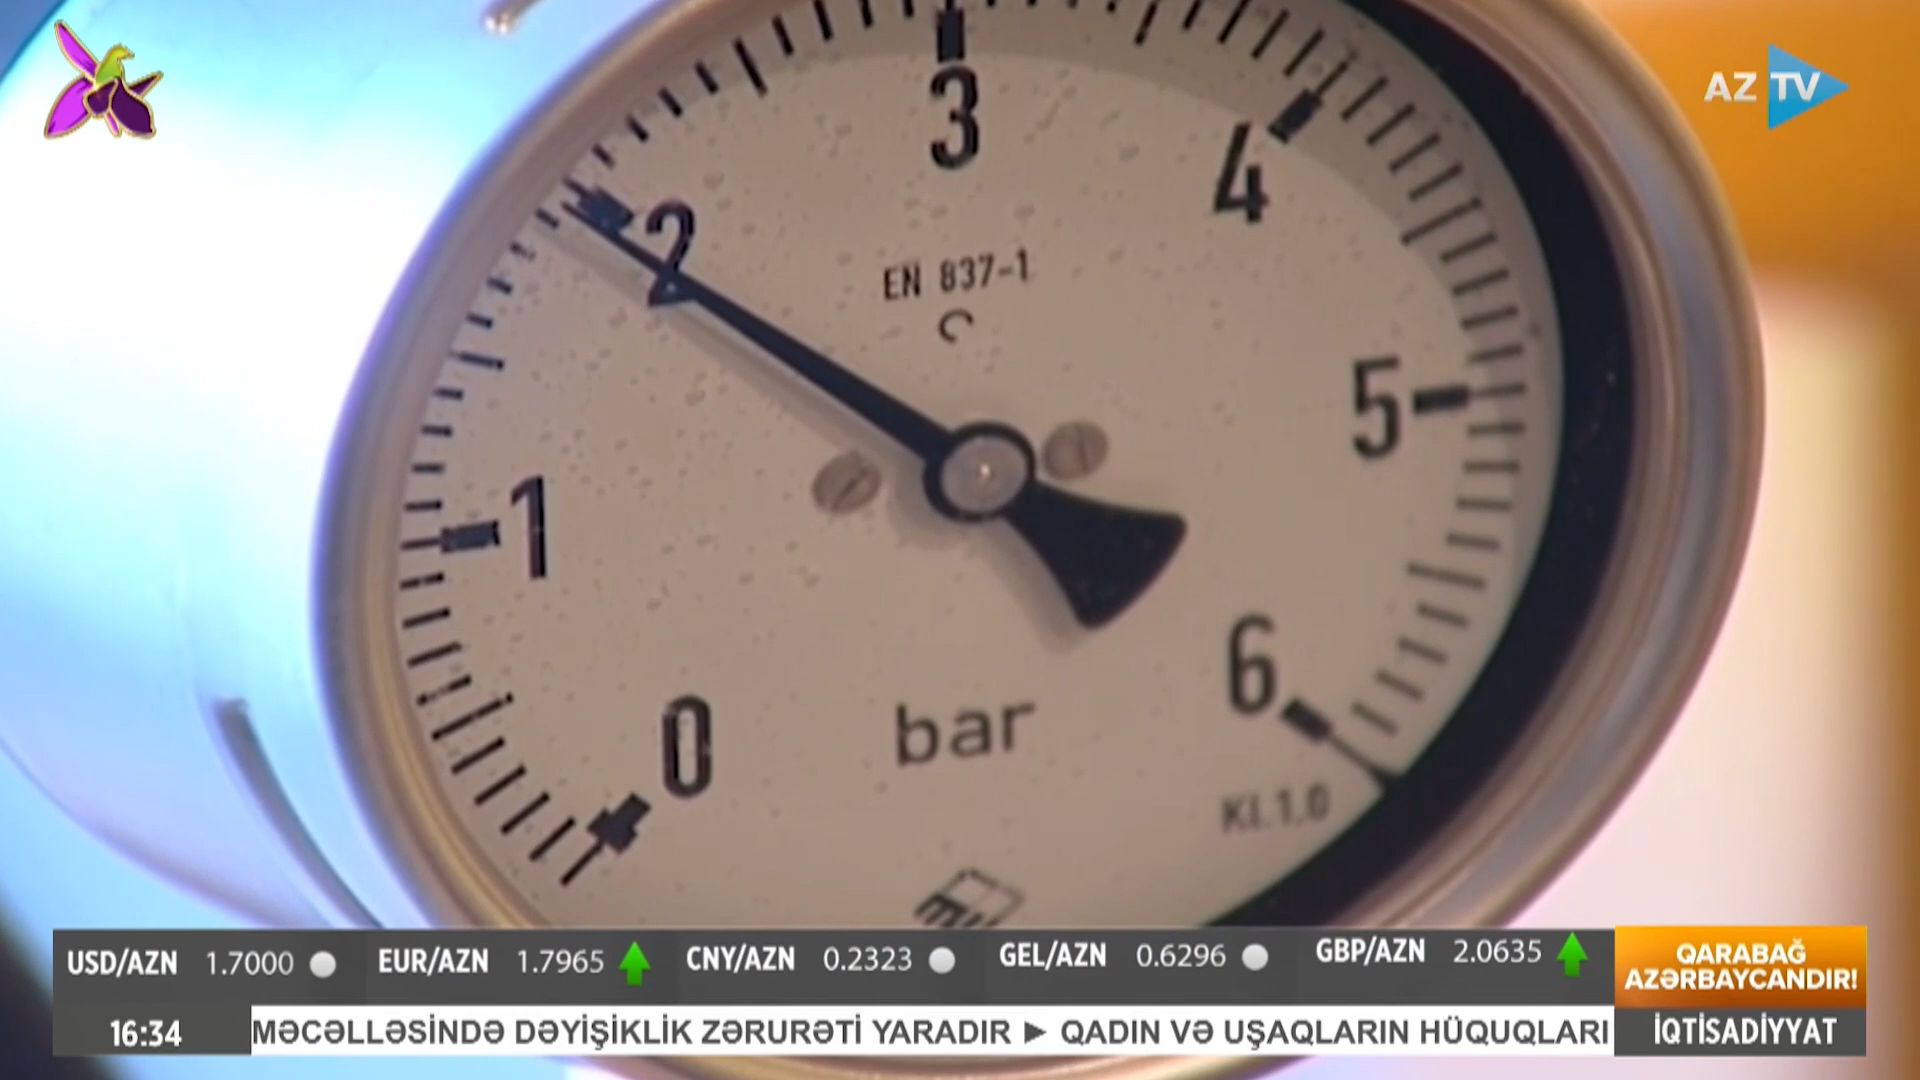 AZ TV
3
4
2
EN 837-1
C
5
1
6
0
bar
Kl.1,0
USD/AZN 1.7000 EUR/AZN 1.7965 CNY/AZN 0.2323 GEL/AZN 0.6296 GBP/AZN 2.0635
QARABAĞ
AZƏRBAYCANDIR!
16:34 MƏCƏLLƏSİNDƏ DƏYİŞİKLİK ZƏRURƏTİ YARADIR ► QADIN VƏ UŞAQLARIN HÜQUQLARI
İQTİSADİYYAT